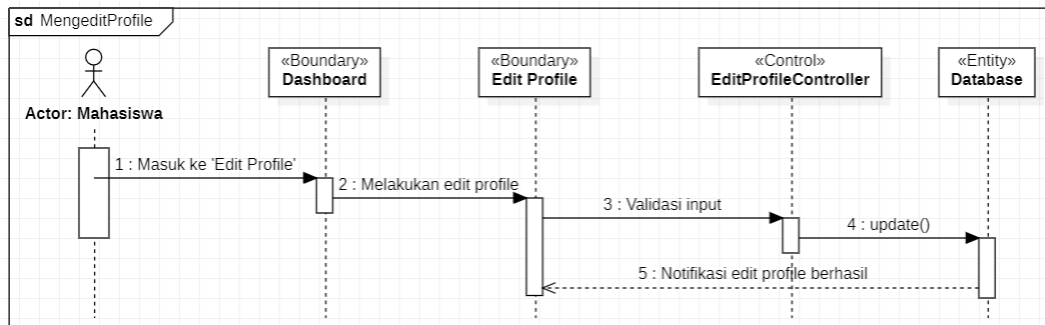 sd MengeditProfile
Actor: Mahasiswa
«Boundary»
Dashboard
«Boundary»
Edit Profile
«Control»
EditProfileController
«Entity»
Database
1 : Masuk ke 'Edit Profile'
2 : Melakukan edit profile
3 : Validasi input
4 : update()
5 : Notifikasi edit profile berhasil